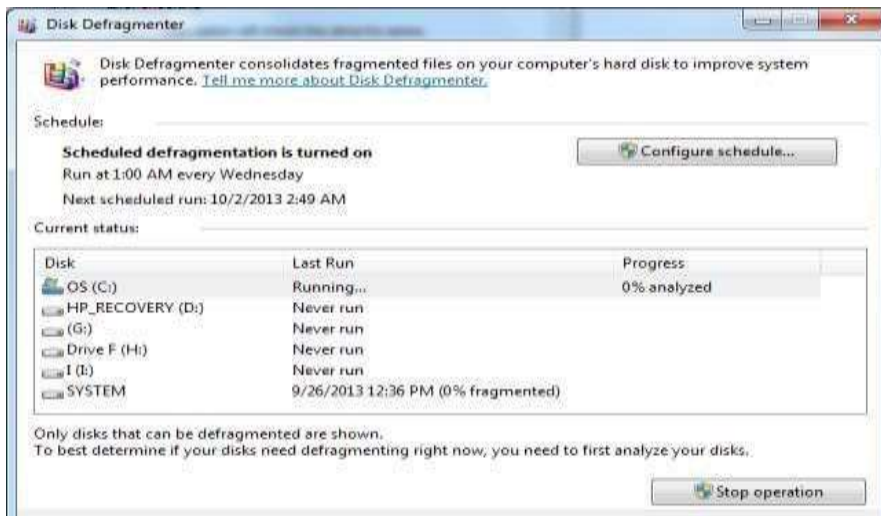 Disk Defragmenter
Disk Defragmenter consolidates fragmented files on your computer's hard disk to improve system
performance. Tell me more about Disk Defragmenter.
Schedule:
Scheduled defragmentation is turned on
Configure schedule...
Run at 1:00 AM every Wednesday
Next scheduled run: 10/2/2013 2:49 AM
Current status:
Disk Last Run Progress
OS (C:) Running... 0% analyzed
HP_RECOVERY (D:) Never run
(G:) Never run
Drive F (H:) Never run
I (I:) Never run
SYSTEM 9/26/2013 12:36 PM (0% fragmented)
Only disks that can be defragmented are shown.
To best determine if your disks need defragmenting right now, you need to first analyze your disks.
Stop operation